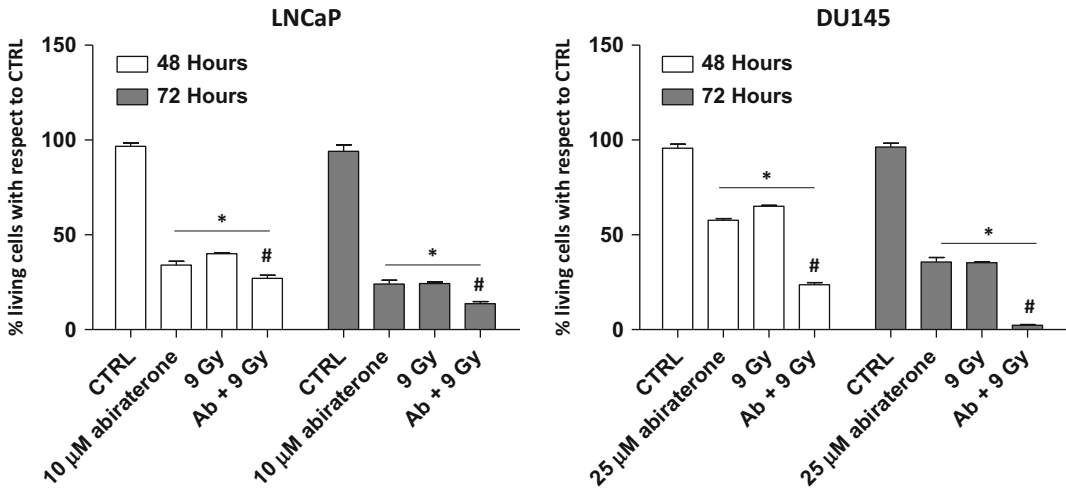 LNCaP
% living cells with respect to CTRL
150
100
50
0
48 Hours
72 Hours
*
#
*
#
CTRL
10 µM abiraterone
9 Gy
Ab + 9 Gy
CTRL
10 µM abiraterone
9 Gy
Ab + 9 Gy
DU145
% living cells with respect to CTRL
150
100
50
0
48 Hours
72 Hours
*
#
*
#
CTRL
25 µM abiraterone
9 Gy
Ab + 9 Gy
CTRL
25 µM abiraterone
9 Gy
Ab + 9 Gy